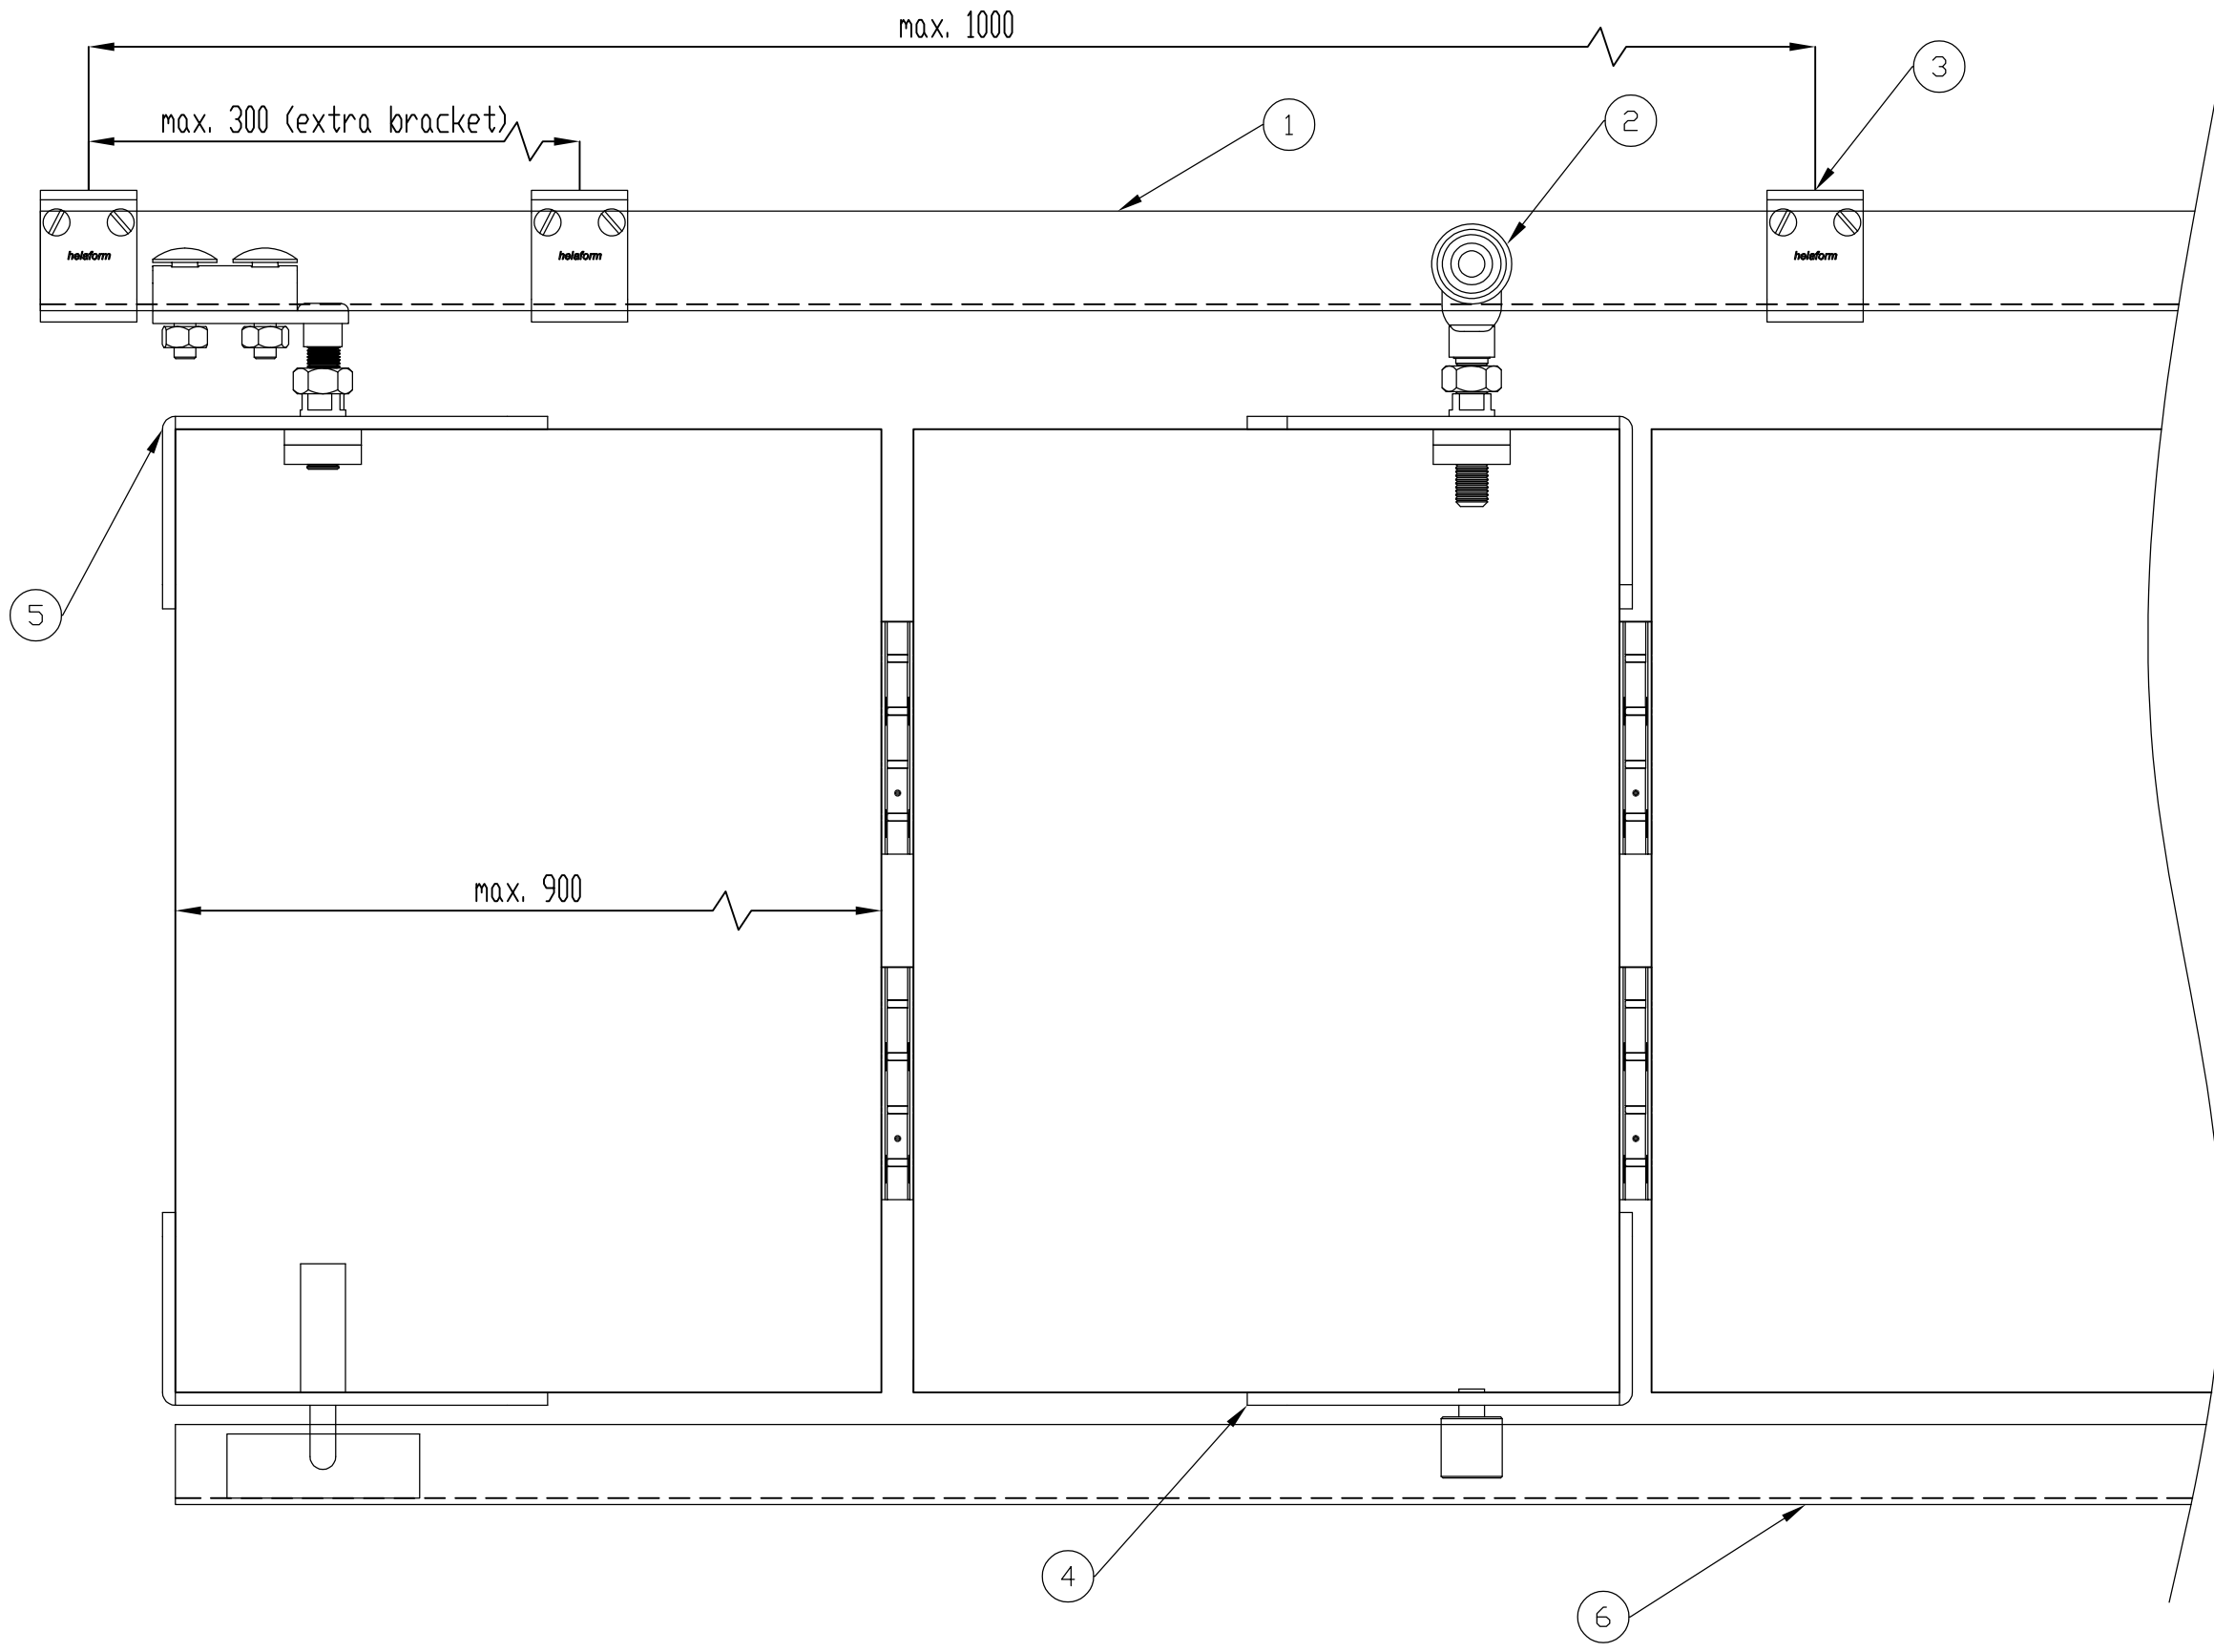 max. 1000
max. 300 (extra bracket)
1
2
3
helaform
helaform
helaform
5
max. 900
4
6